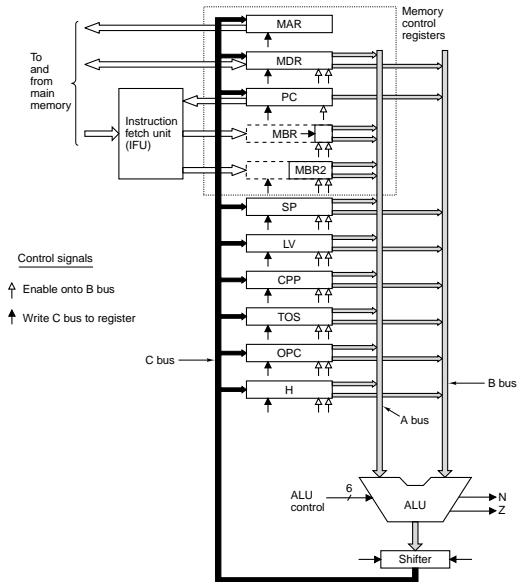 MAR
Memory
control
registers
To
and
from
main
memory
MDR
PC
Instruction
fetch unit
(IFU)
MBR
MBR2
SP
LV
Control signals
Enable onto B bus
Write C bus to register
CPP
TOS
C bus
OPC
B bus
H
A bus
ALU
control
6
ALU
N
Z
Shifter